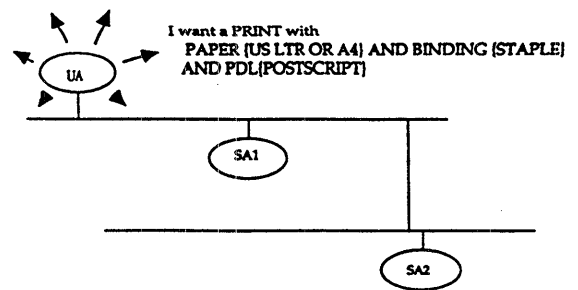 I want a PRINT with
PAPER {US LTR OR A4} AND BINDING {STAPLE}
AND PDL{POSTSCRIPT}
UA
SA1
SA2